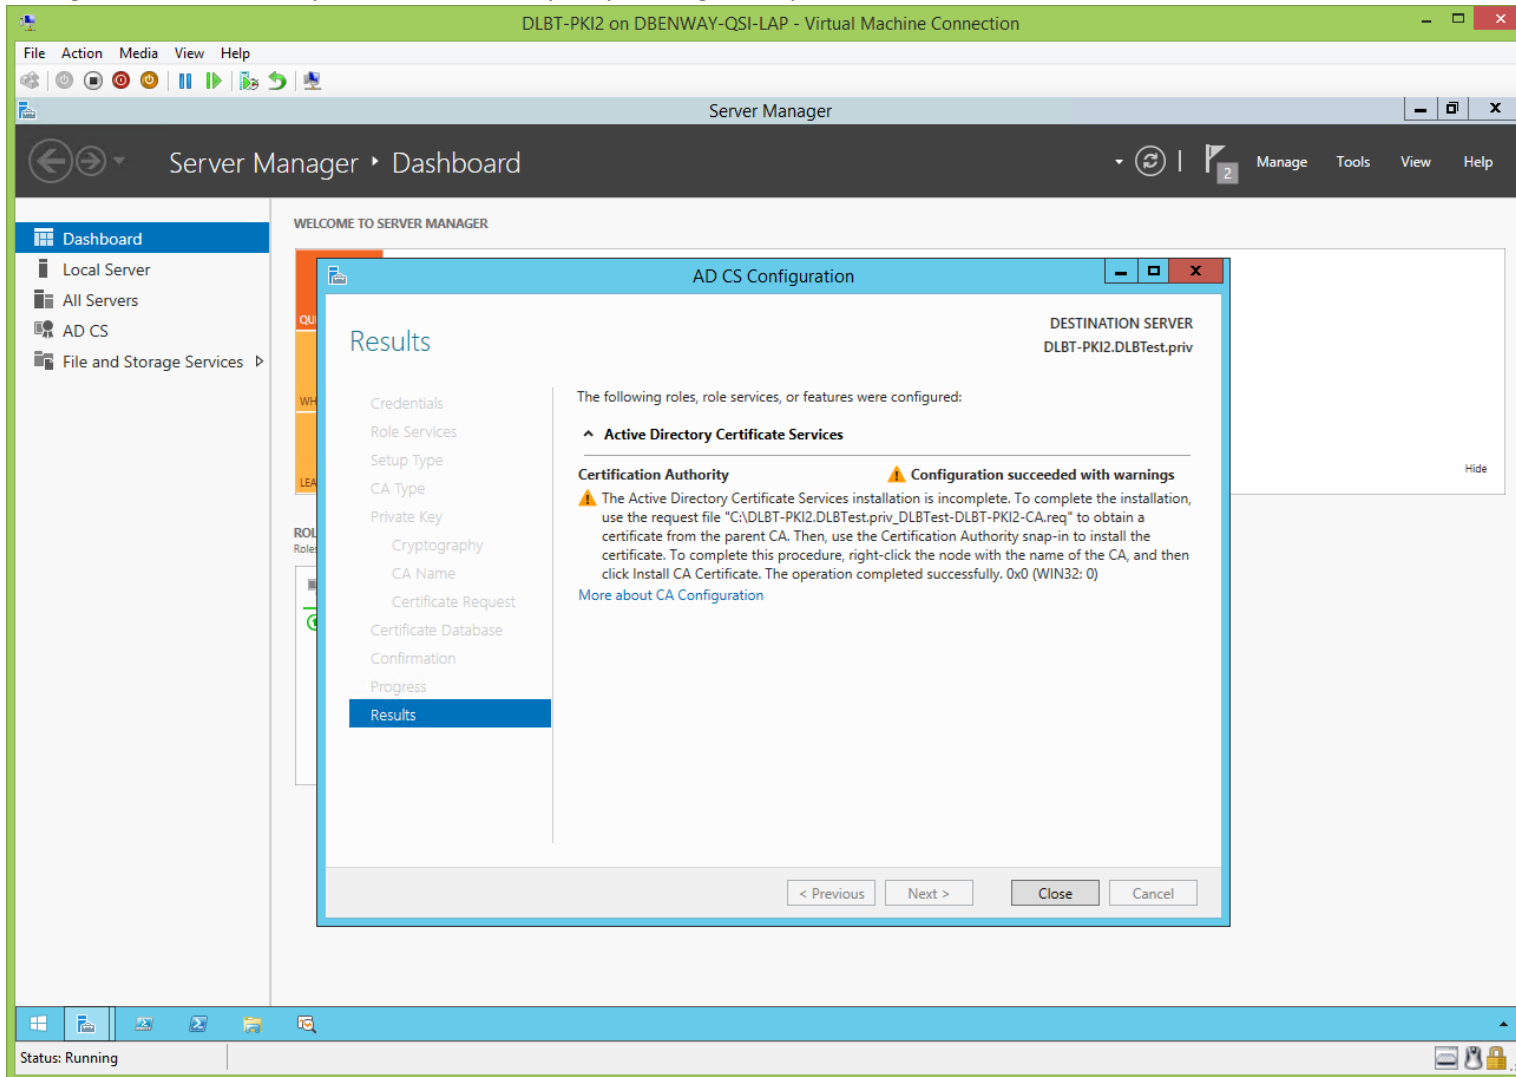 DLBT-PKI2 on DBENWAY-QSI-LAP - Virtual Machine Connection
File Action Media View Help
Server Manager
Server Manager • Dashboard
2
Manage Tools View Help
Dashboard
Local Server
All Servers
AD CS
File and Storage Services
WELCOME TO SERVER MANAGER
QU
WH
LEA
Hide
ROL
Roles
AD CS Configuration
Results
DESTINATION SERVER
DLBT-PKI2.DLBTest.priv
Credentials
Role Services
Setup Type
CA Type
Private Key
Cryptography
CA Name
Certificate Request
Certificate Database
Confirmation
Progress
Results
The following roles, role services, or features were configured:
Active Directory Certificate Services
Certification Authority Configuration succeeded with warnings
The Active Directory Certificate Services installation is incomplete. To complete the installation,
use the request file "C:\DLBT-PKI2.DLBTest.priv_DLBTest-DLBT-PKI2-CA.req" to obtain a
certificate from the parent CA. Then, use the Certification Authority snap-in to install the
certificate. To complete this procedure, right-click the node with the name of the CA, and then
click Install CA Certificate. The operation completed successfully. 0x0 (WIN32: 0)
More about CA Configuration
< Previous Next > Close Cancel
Status: Running